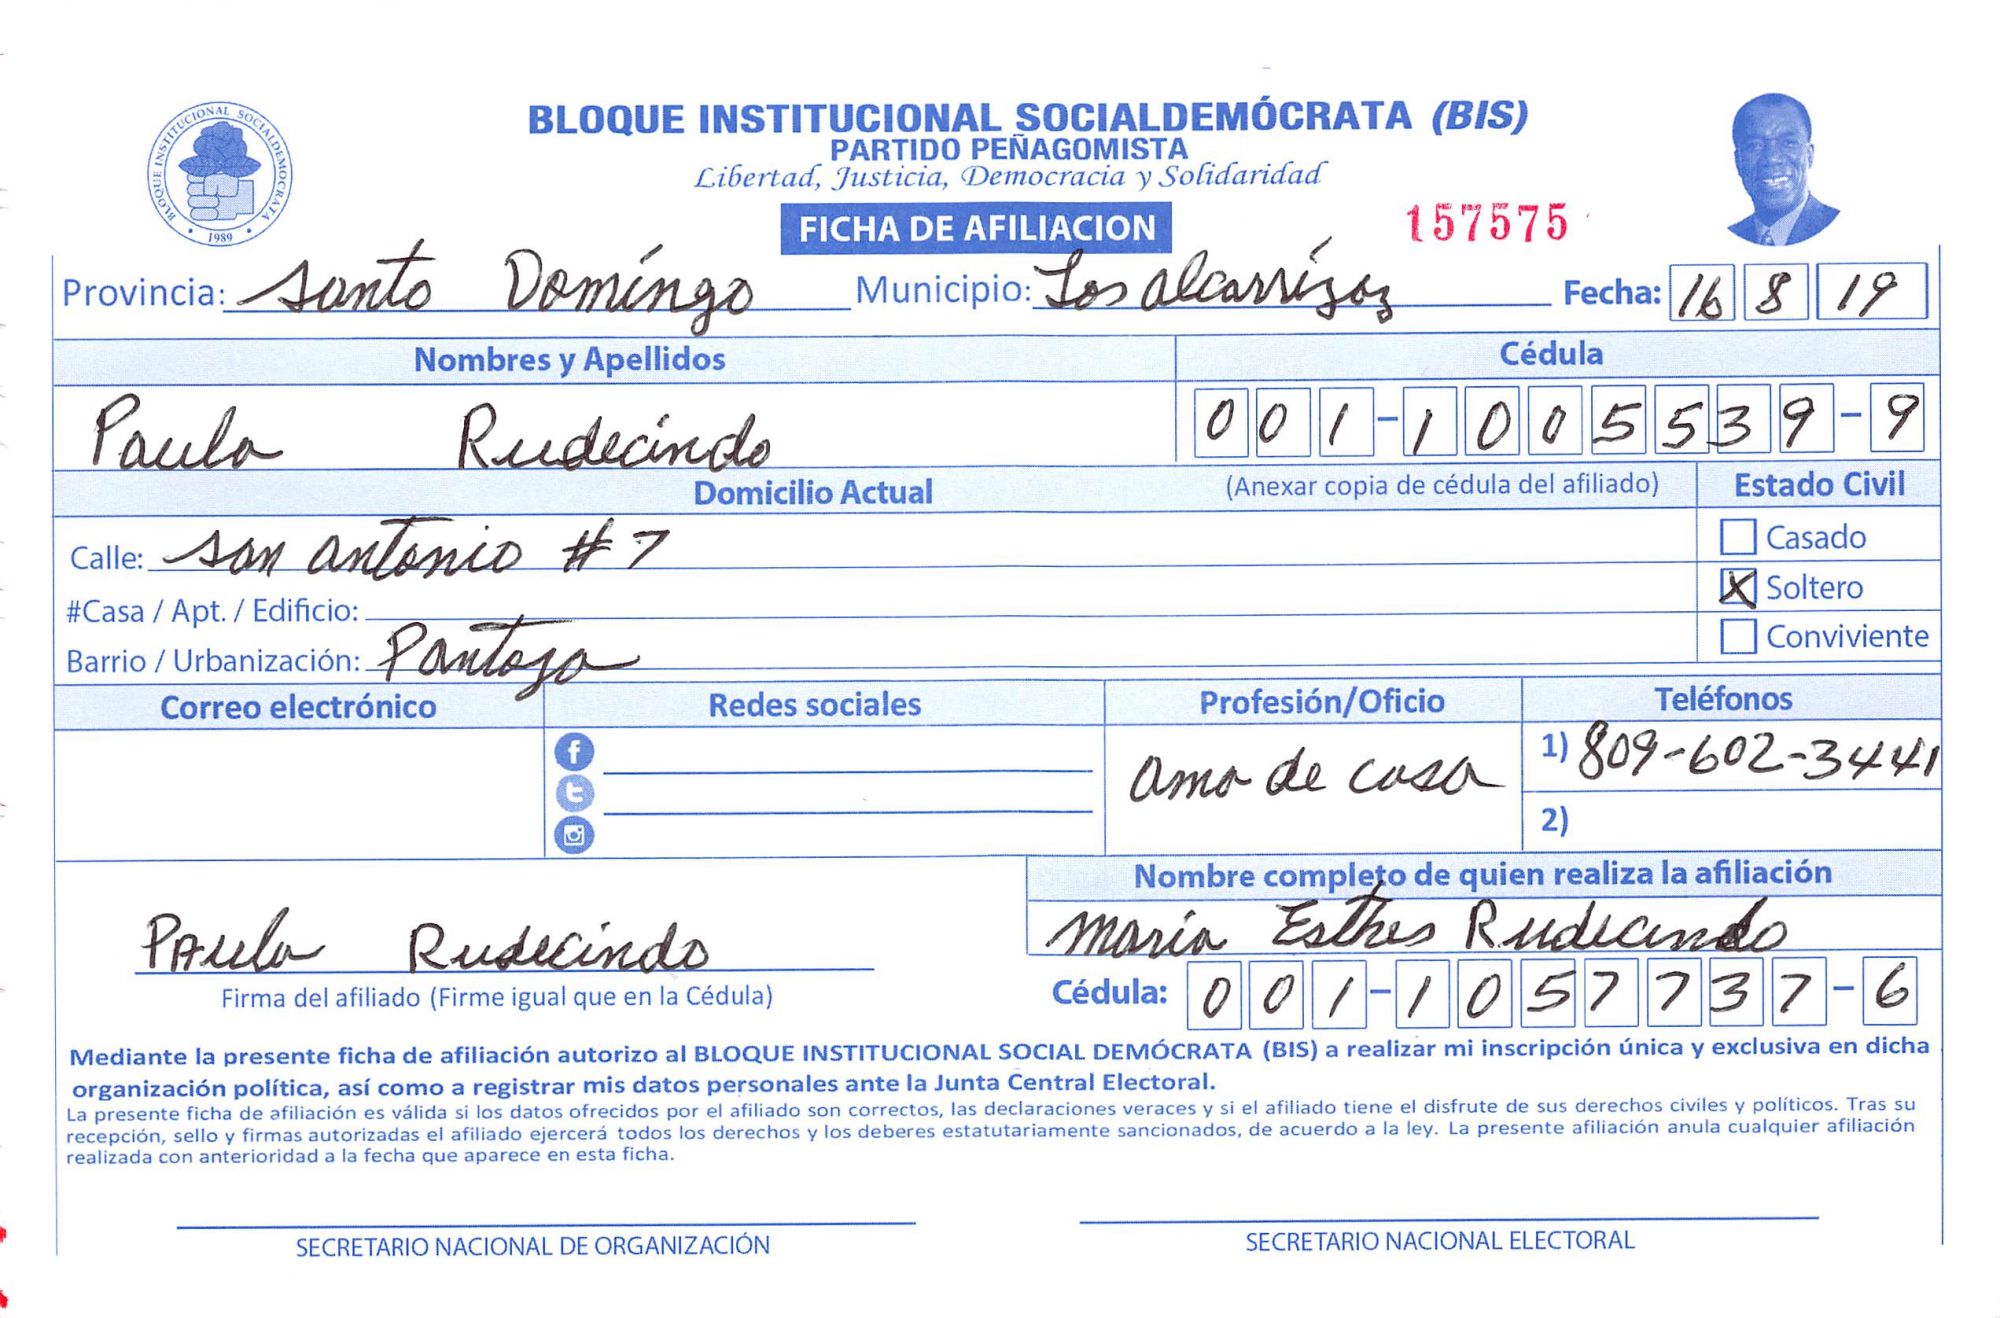 BLOQUE INSTITUCIONAL SOCIALDEMÓCRATA (BIS)
PARTIDO PEÑAGOMISTA
Libertad, Justicia, Democracia y Solidaridad
BLOQUE INSTITUCIONAL SOCIALDEMOCRATA
1989
FICHA DE AFILIACION 157575
Provincia: Santo Domingo Municipio: Los Alcarrizoz Fecha: 16 8 19
Nombres y Apellidos Cédula
Paula Rudecindo 001-1005539-9
Domicilio Actual (Anexar copia de cédula del afiliado) Estado Civil
Calle: San Antonio #7 Casado
#Casa / Apt. / Edificio: X Soltero
Barrio / Urbanización: Pantoja Conviviente
Correo electrónico Redes sociales Profesión/Oficio Teléfonos
ama de casa 1) 809-602-3441
2)
Nombre completo de quien realiza la afiliación
Paula Rudecindo María Esther Rudecindo
Firma del afiliado (Firme igual que en la Cédula) Cédula: 001-1057737-6
Mediante la presente ficha de afiliación autorizo al BLOQUE INSTITUCIONAL SOCIAL DEMÓCRATA (BIS) a realizar mi inscripción única y exclusiva en dicha
organización política, así como a registrar mis datos personales ante la Junta Central Electoral.
La presente ficha de afiliación es válida si los datos ofrecidos por el afiliado son correctos, las declaraciones veraces y si el afiliado tiene el disfrute de sus derechos civiles y políticos. Tras su
recepción, sello y firmas autorizadas el afiliado ejercerá todos los derechos y los deberes estatutariamente sancionados, de acuerdo a la ley. La presente afiliación anula cualquier afiliación
realizada con anterioridad a la fecha que aparece en esta ficha.
SECRETARIO NACIONAL DE ORGANIZACIÓN SECRETARIO NACIONAL ELECTORAL